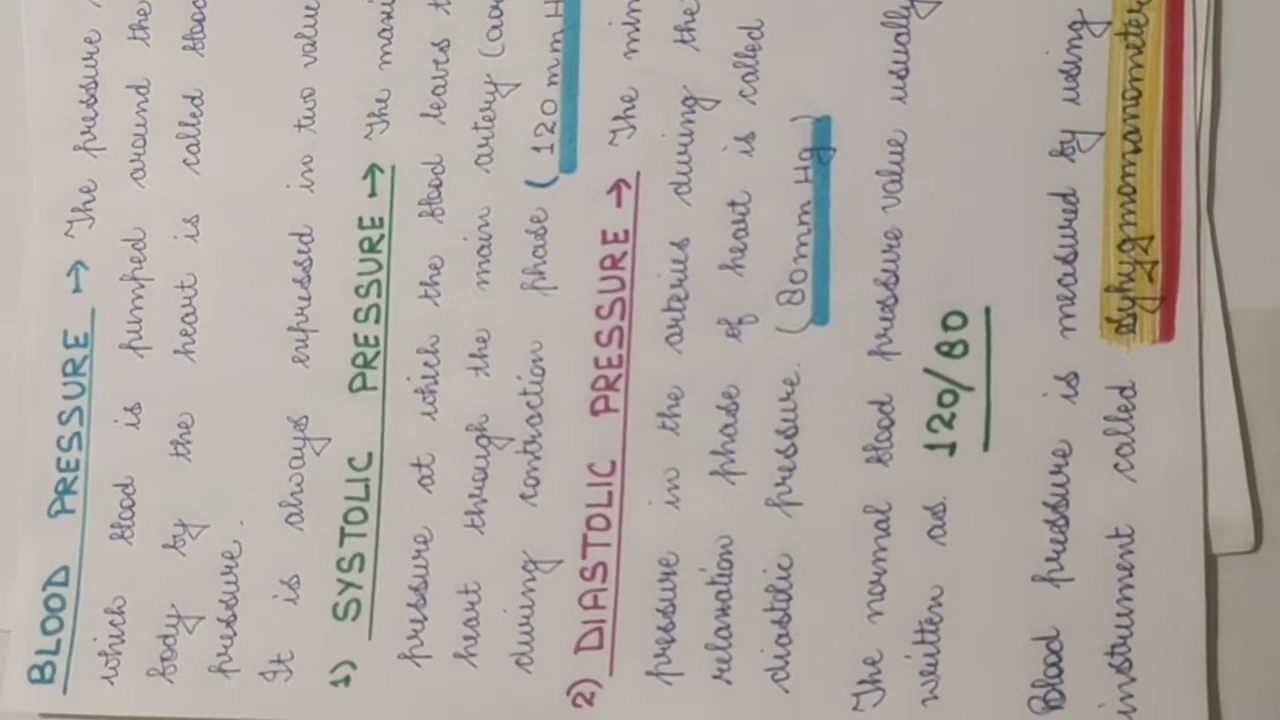 BLOOD PRESSURE → The pressure
which blood is pumped around the
body by the heart is called blood
pressure.
It is always expressed in two value
1) SYSTOLIC PRESSURE → The maxi
pressure at which the blood leaves t
heart through the main artery (aor
during contraction phase (120 mm H
2) DIASTOLIC PRESSURE → The min
pressure in the arteries during the
relaxation phase of heart is called
diastolic pressure. (80mm Hg)
The normal blood pressure value usually
written as 120/80
Blood pressure is measured by using
instrument called sphygmomanometer